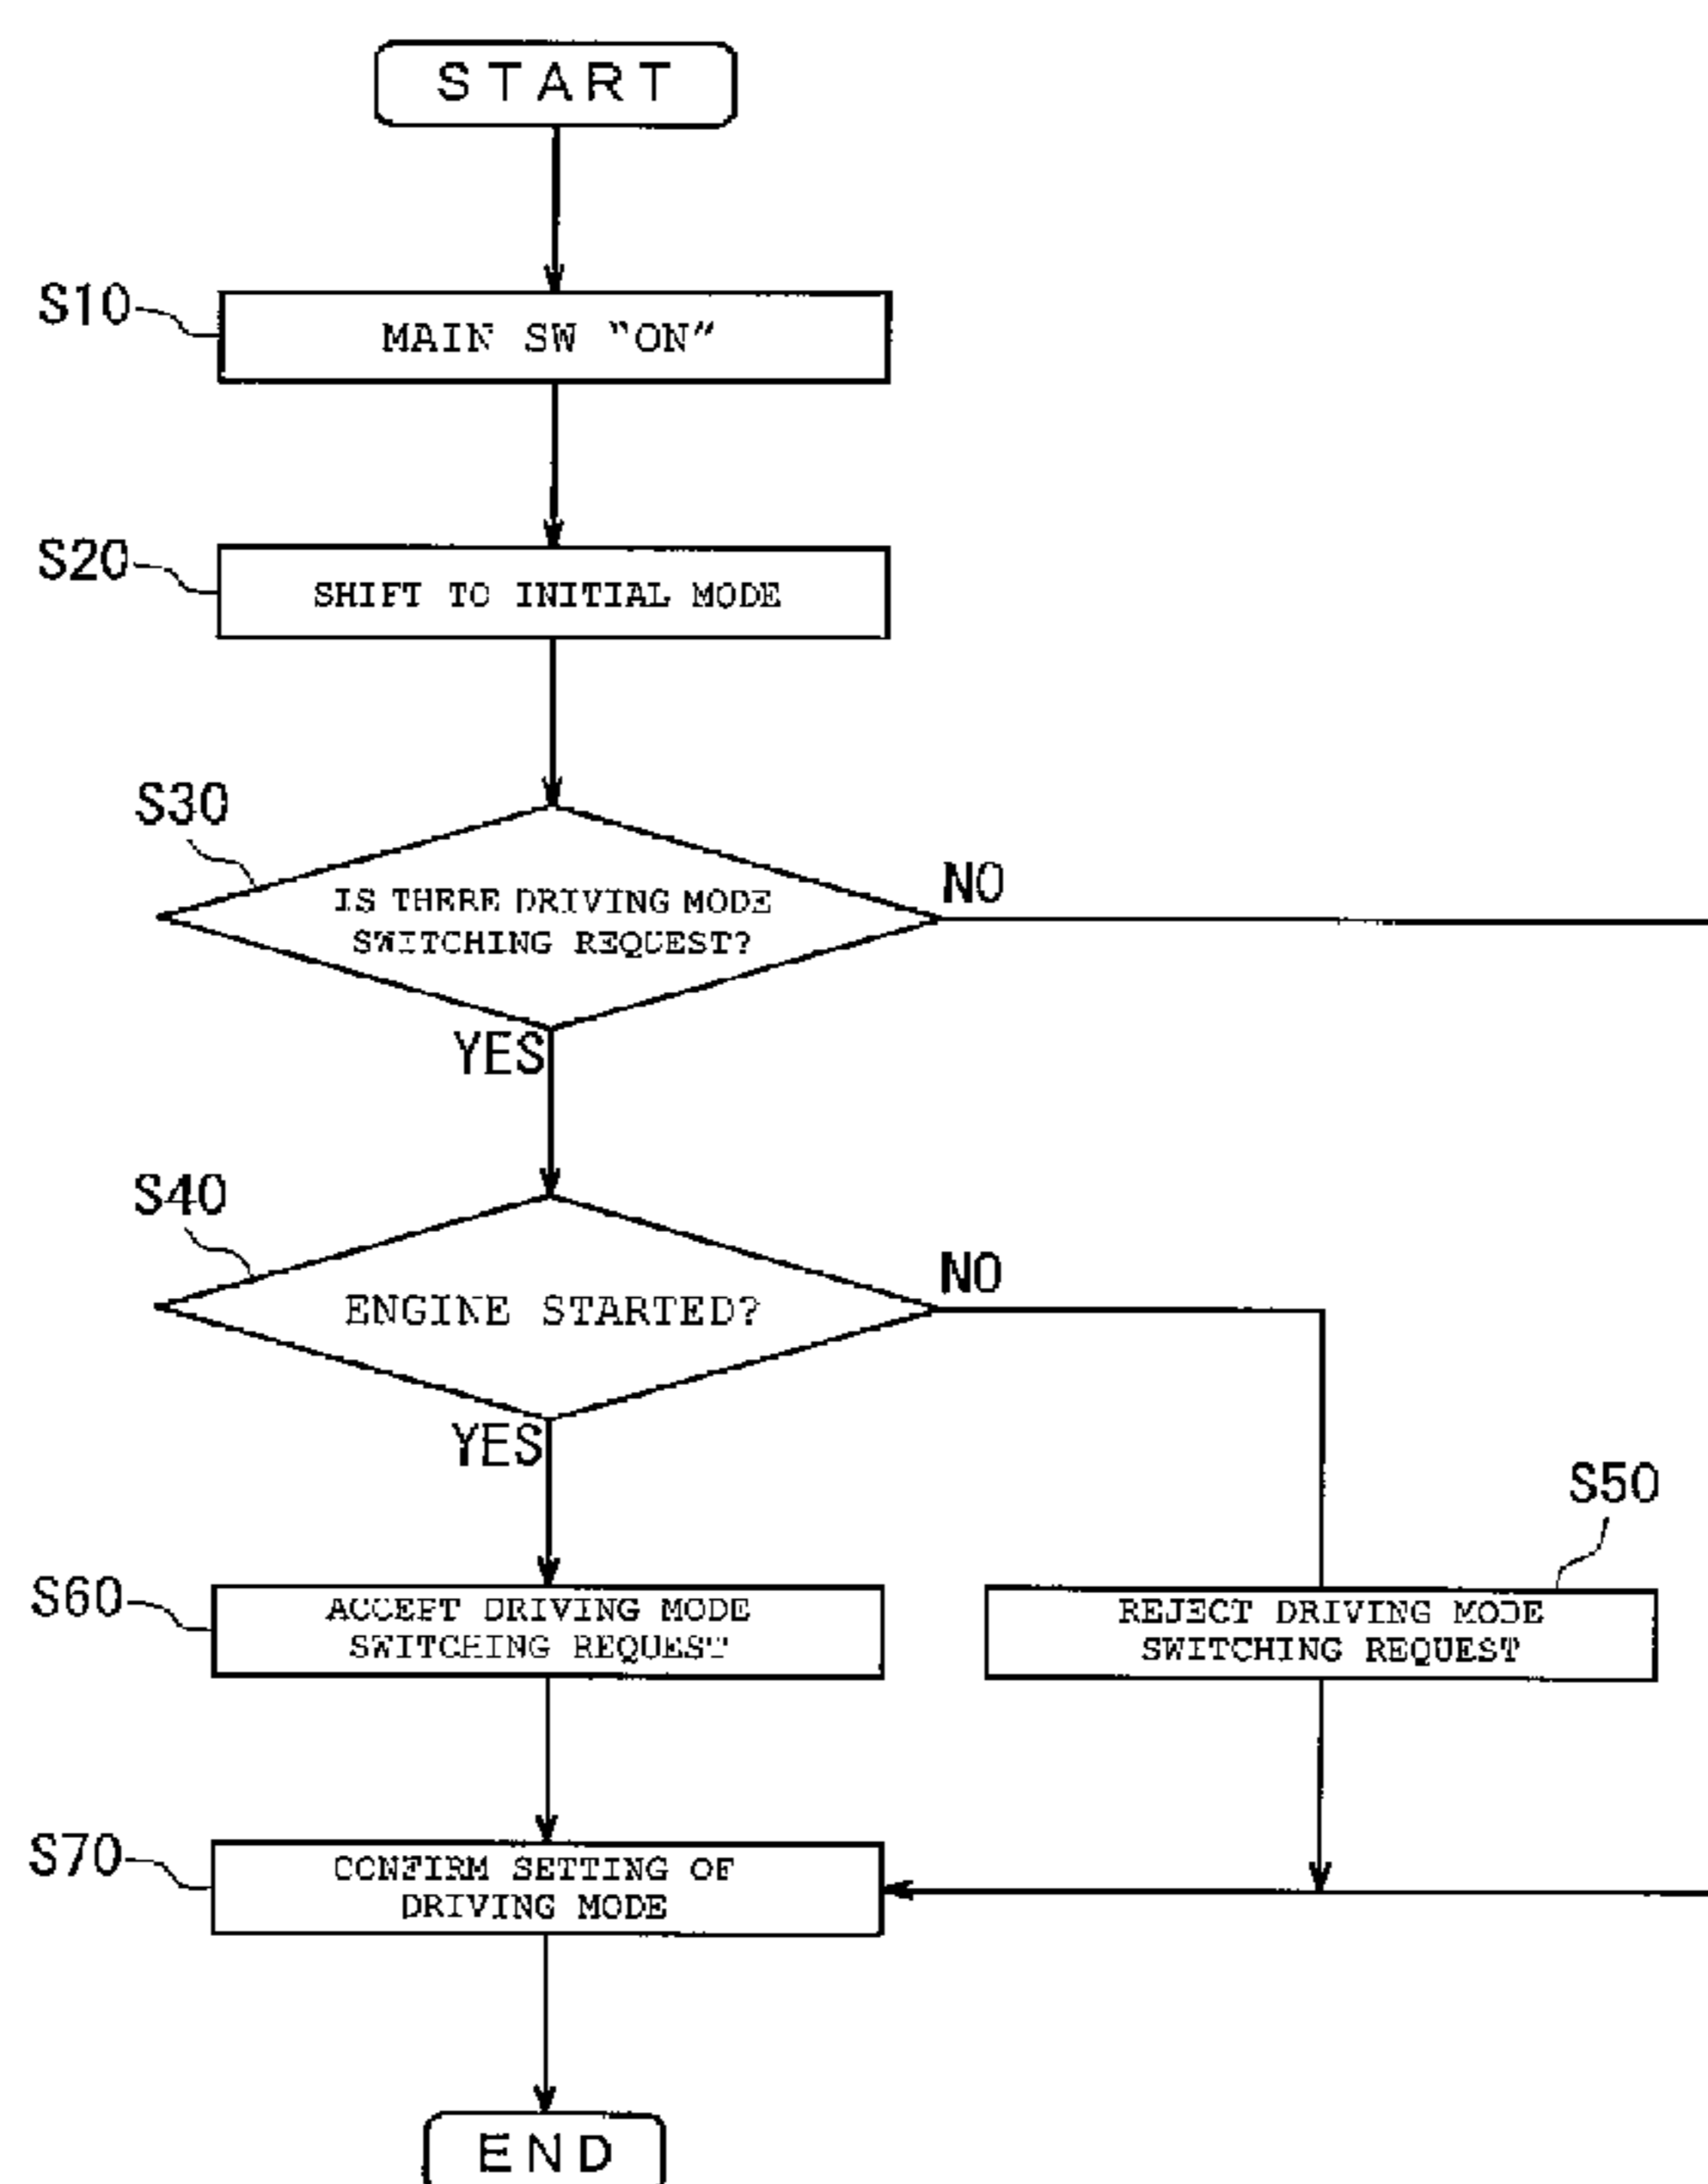 START
S10
MAIN SW "ON"
S20
SHIFT TO INITIAL MODE
S30
IS THERE DRIVING MODE
SWITCHING REQUEST?
NO
YES
S40
ENGINE STARTED?
NO
YES
S50
S60
ACCEPT DRIVING MODE
SWITCHING REQUEST
REJECT DRIVING MODE
SWITCHING REQUEST
S70
CONFIRM SETTING OF
DRIVING MODE
END